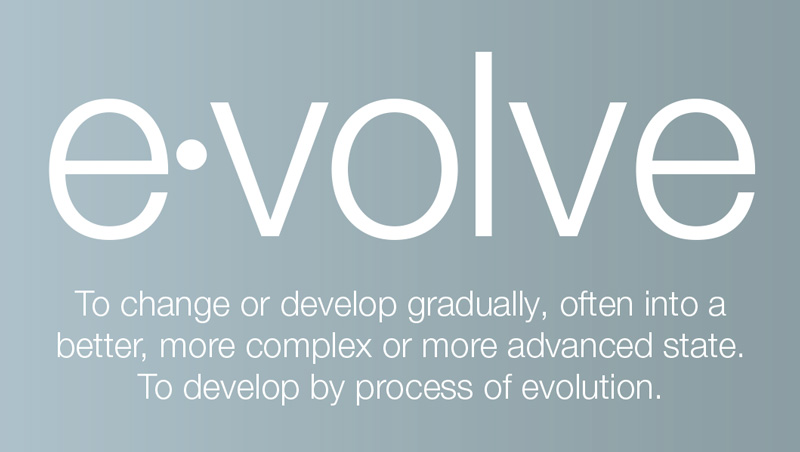 e•volve
To change or develop gradually, often into a
better, more complex or more advanced state.
To develop by process of evolution.